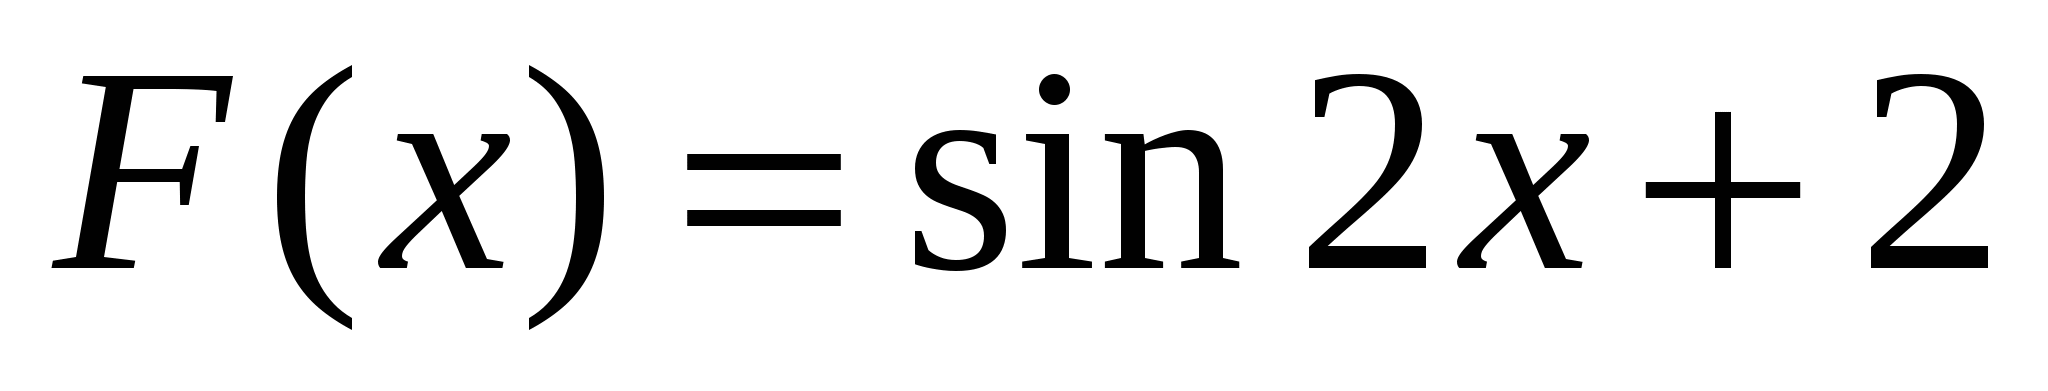 F(x) = sin 2x + 2